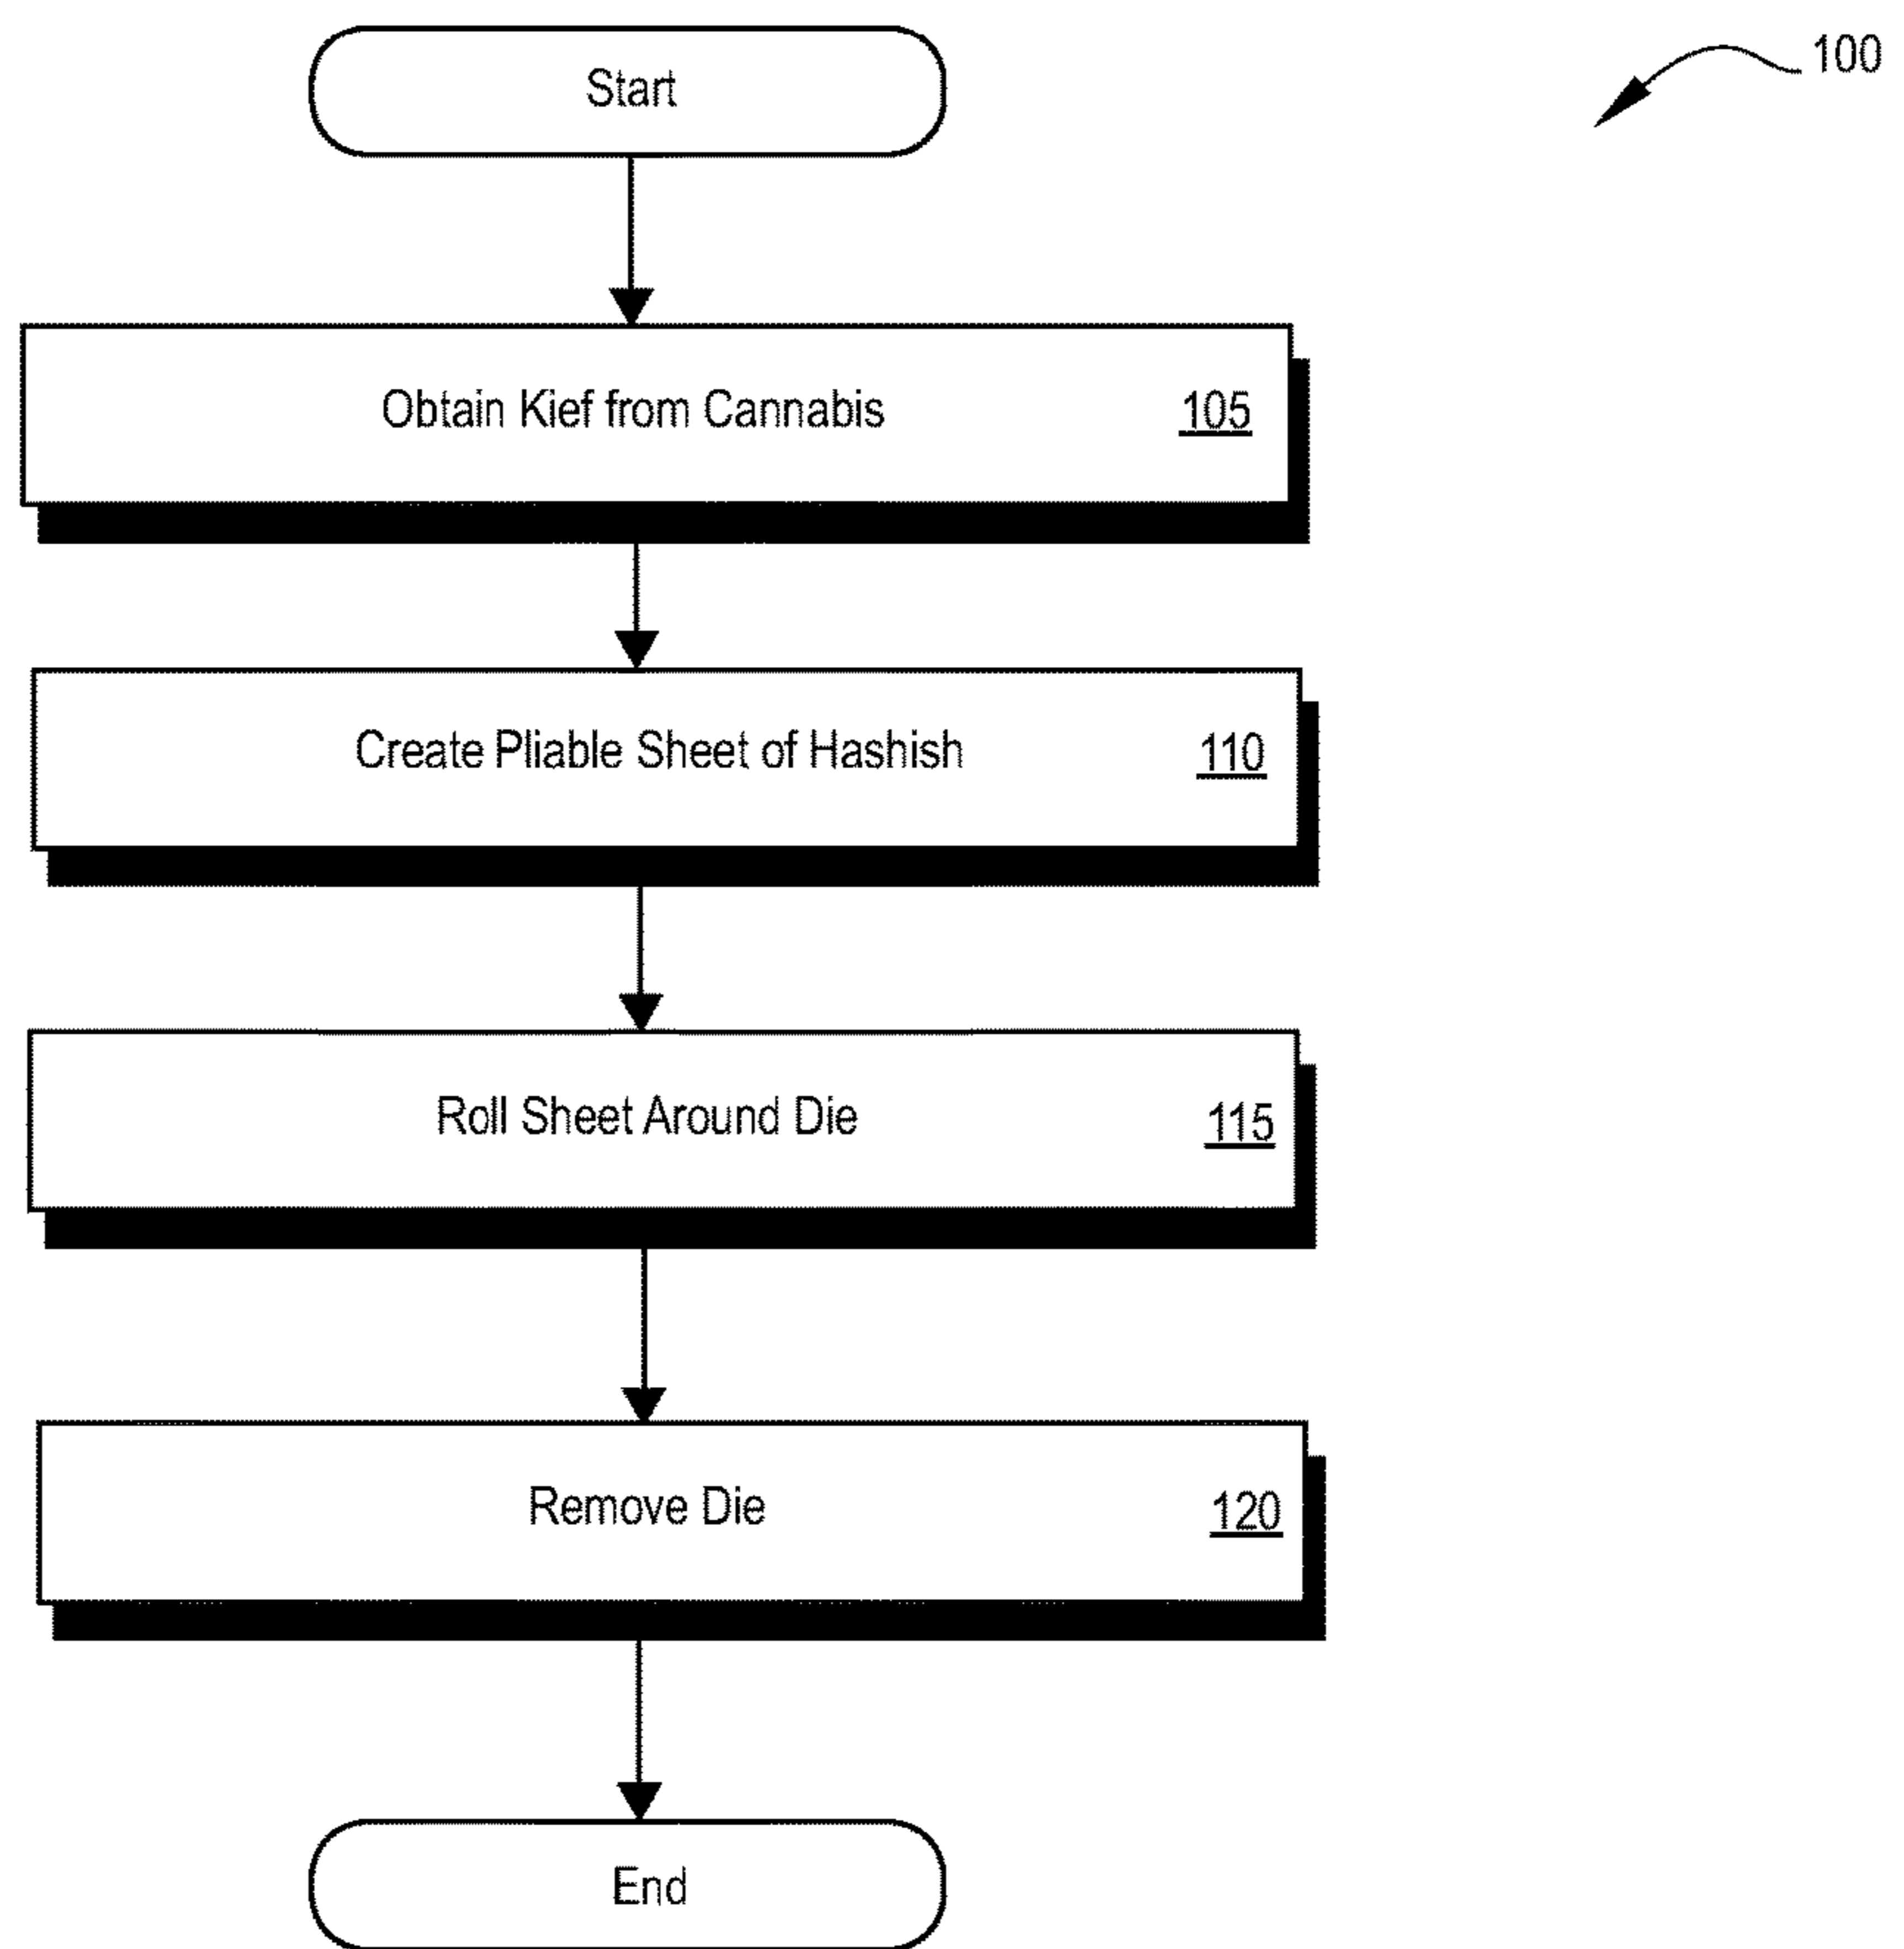 Start
100
Obtain Kief from Cannabis 105
Create Pliable Sheet of Hashish 110
Roll Sheet Around Die 115
Remove Die 120
End